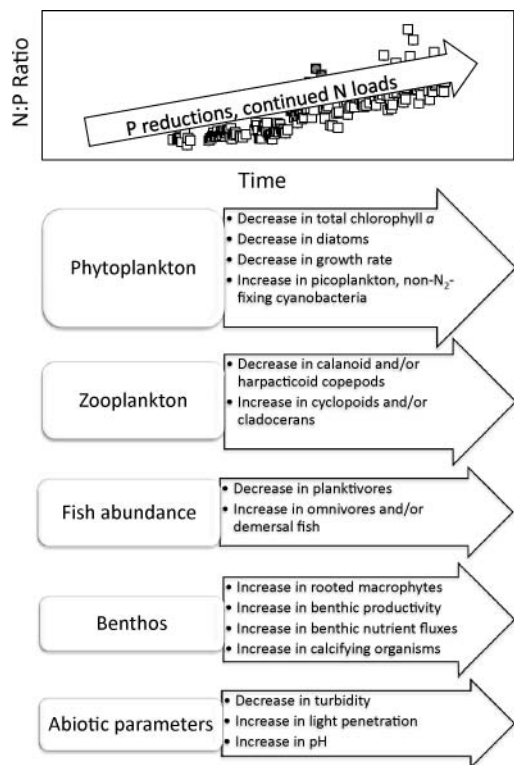 N:P Ratio
P reductions, continued N loads
Time
Phytoplankton
• Decrease in total chlorophyll a
• Decrease in diatoms
• Decrease in growth rate
• Increase in picoplankton, non-N₂-
fixing cyanobacteria
Zooplankton
• Decrease in calanoid and/or
harpacticoid copepods
• Increase in cyclopoids and/or
cladocerans
Fish abundance
• Decrease in planktivores
• Increase in omnivores and/or
demersal fish
Benthos
• Increase in rooted macrophytes
• Increase in benthic productivity
• Increase in benthic nutrient fluxes
• Increase in calcifying organisms
Abiotic parameters
• Decrease in turbidity
• Increase in light penetration
• Increase in pH